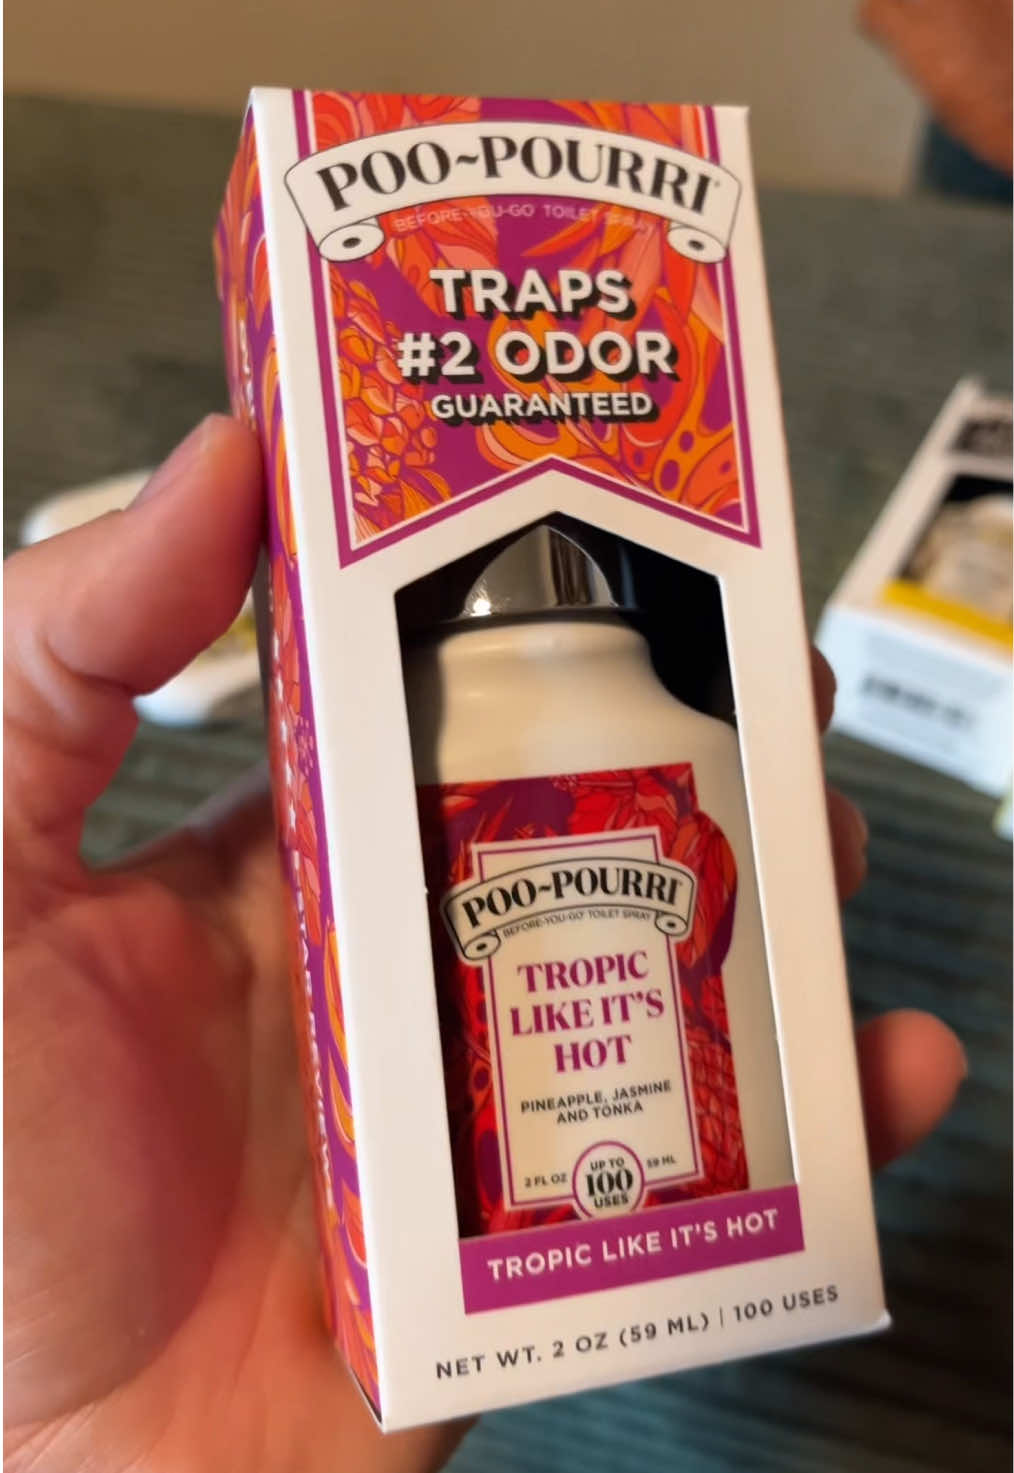 POO~POURRI
BEFORE-YOU-GO TOILET SPRAY
TRAPS
#2 ODOR
GUARANTEED
POO~POURRI
BEFORE-YOU-GO® TOILET SPRAY
TROPIC
LIKE IT'S
HOT
PINEAPPLE, JASMINE
AND TONKA
2 FL OZ
UP TO
100
USES
59 ML
TROPIC LIKE IT'S HOT
NET WT. 2 OZ (59 ML) | 100 USES